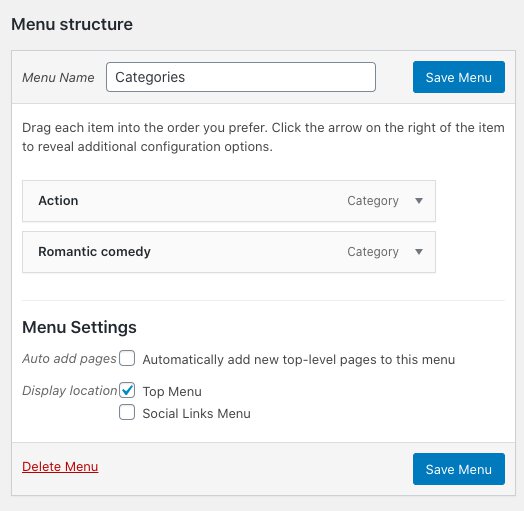 Menu structure
Menu Name Categories Save Menu
Drag each item into the order you prefer. Click the arrow on the right of the item
to reveal additional configuration options.
Action Category
Romantic comedy Category
Menu Settings
Auto add pages Automatically add new top-level pages to this menu
Display location Top Menu
Social Links Menu
Delete Menu Save Menu